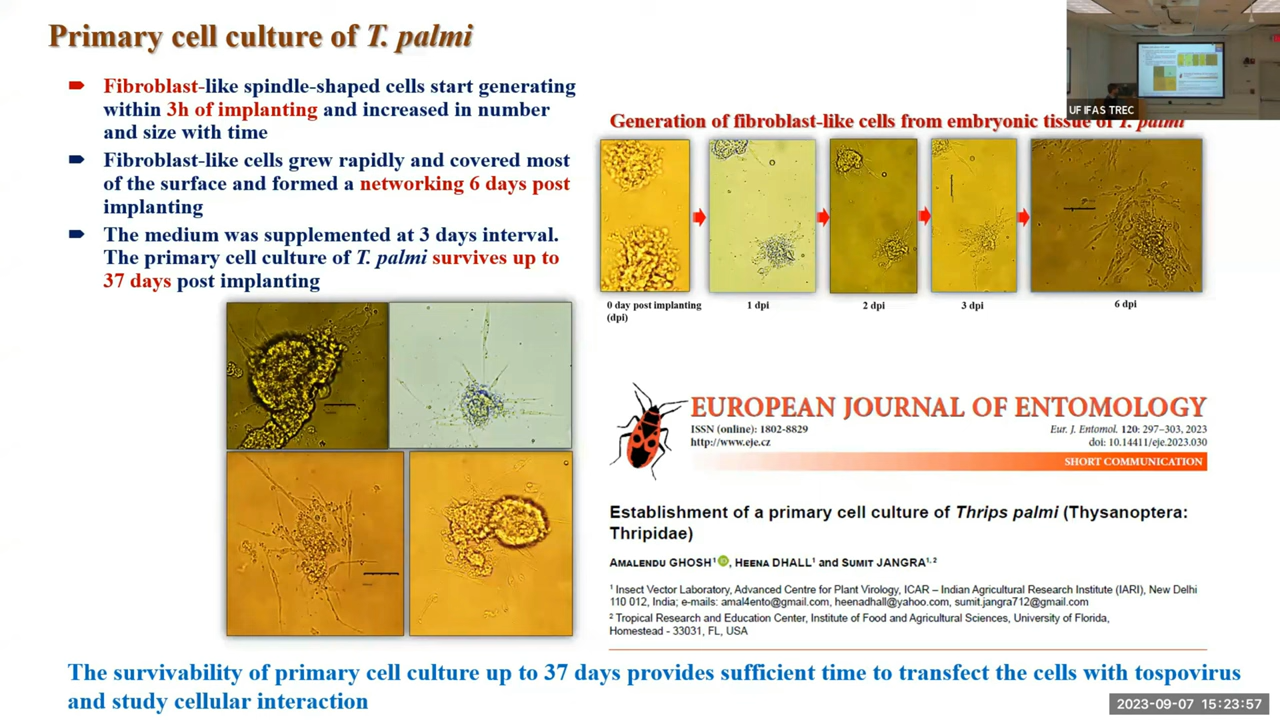 Primary cell culture of T. palmi
Fibroblast-like spindle-shaped cells start generating
within 3h of implanting and increased in number
and size with time
Fibroblast-like cells grew rapidly and covered most
of the surface and formed a networking 6 days post
implanting
The medium was supplemented at 3 days interval.
The primary cell culture of T. palmi survives up to
37 days post implanting
UF IFAS TREC
Generation of fibroblast-like cells from embryonic tissue of T. palmi
0 day post implanting
(dpi)
1 dpi
2 dpi
3 dpi
6 dpi
EUROPEAN JOURNAL OF ENTOMOLOGY
ISSN (online): 1802-8829
http://www.eje.cz
Eur. J. Entomol. 120: 297–303, 2023
doi: 10.14411/eje.2023.030
SHORT COMMUNICATION
Establishment of a primary cell culture of Thrips palmi (Thysanoptera:
Thripidae)
AMALENDU GHOSH 1, HEENA DHALL 1 and SUMIT JANGRA 1, 2
1 Insect Vector Laboratory, Advanced Centre for Plant Virology, ICAR – Indian Agricultural Research Institute (IARI), New Delhi
110 012, India; e-mails: amal4ento@gmail.com, heenadhall@yahoo.com, sumit.jangra712@gmail.com
2 Tropical Research and Education Center, Institute of Food and Agricultural Sciences, University of Florida,
Homestead - 33031, FL, USA
The survivability of primary cell culture up to 37 days provides sufficient time to transfect the cells with tospovirus
and study cellular interaction
2023-09-07 15:23:57